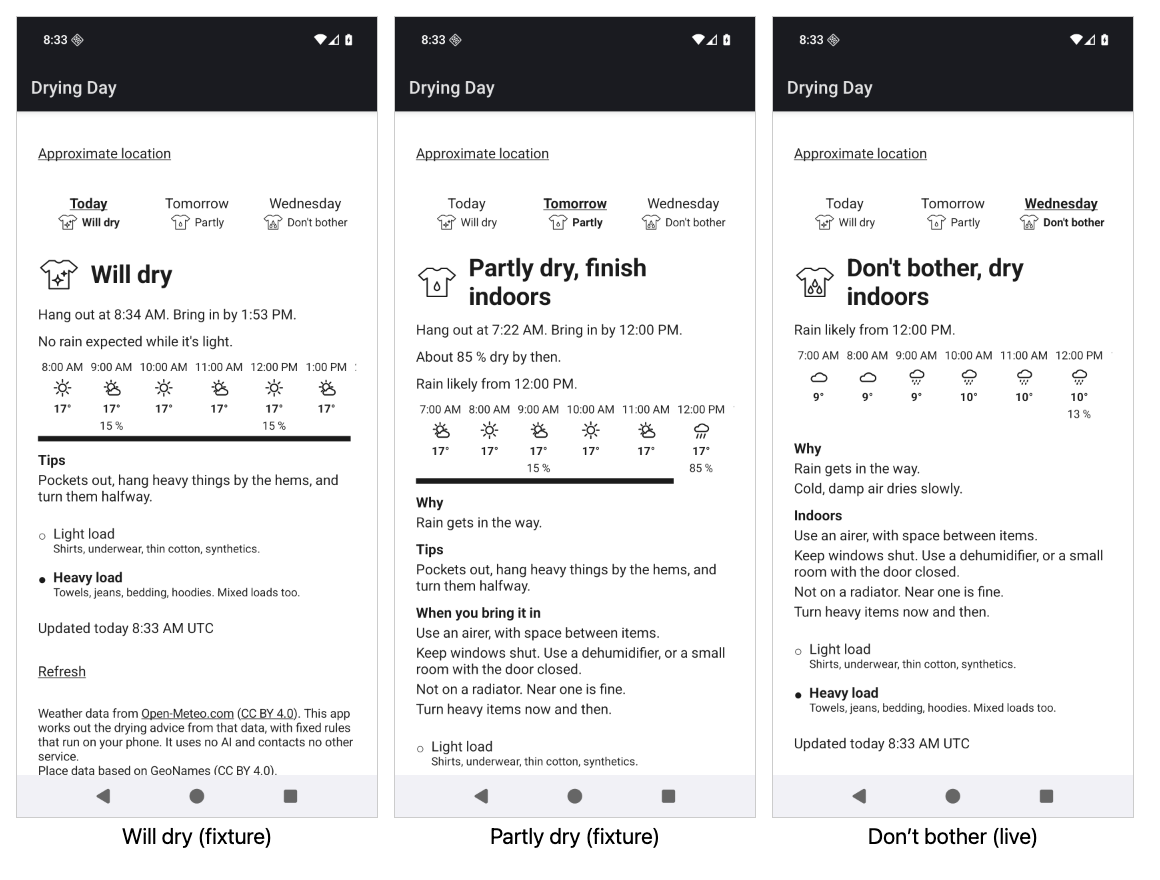 8:33
Drying Day
Approximate location
Today Tomorrow Wednesday
Will dry Partly Don't bother
Will dry
Hang out at 8:34 AM. Bring in by 1:53 PM.
No rain expected while it's light.
8:00 AM 9:00 AM 10:00 AM 11:00 AM 12:00 PM 1:00 PM
17° 17° 17° 17° 17° 17°
15 % 15 %
Tips
Pockets out, hang heavy things by the hems, and
turn them halfway.
Light load
Shirts, underwear, thin cotton, synthetics.
Heavy load
Towels, jeans, bedding, hoodies. Mixed loads too.
Updated today 8:33 AM UTC
Refresh
Weather data from Open-Meteo.com (CC BY 4.0). This app
works out the drying advice from that data, with fixed rules
that run on your phone. It uses no AI and contacts no other
service.
Place data based on GeoNames (CC BY 4.0).
Will dry (fixture)
8:33
Drying Day
Approximate location
Today Tomorrow Wednesday
Will dry Partly Don't bother
Partly dry, finish
indoors
Hang out at 7:22 AM. Bring in by 12:00 PM.
About 85 % dry by then.
Rain likely from 12:00 PM.
7:00 AM 8:00 AM 9:00 AM 10:00 AM 11:00 AM 12:00 PM
17° 17° 17° 17° 17° 17°
15 % 85 %
Why
Rain gets in the way.
Tips
Pockets out, hang heavy things by the hems, and
turn them halfway.
When you bring it in
Use an airer, with space between items.
Keep windows shut. Use a dehumidifier, or a small
room with the door closed.
Not on a radiator. Near one is fine.
Turn heavy items now and then.
Light load
Shirts, underwear, thin cotton, synthetics.
Partly dry (fixture)
8:33
Drying Day
Approximate location
Today Tomorrow Wednesday
Will dry Partly Don't bother
Don't bother, dry
indoors
Rain likely from 12:00 PM.
7:00 AM 8:00 AM 9:00 AM 10:00 AM 11:00 AM 12:00 PM
9° 9° 9° 10° 10° 10°
13 %
Why
Rain gets in the way.
Cold, damp air dries slowly.
Indoors
Use an airer, with space between items.
Keep windows shut. Use a dehumidifier, or a small
room with the door closed.
Not on a radiator. Near one is fine.
Turn heavy items now and then.
Light load
Shirts, underwear, thin cotton, synthetics.
Heavy load
Towels, jeans, bedding, hoodies. Mixed loads too.
Updated today 8:33 AM UTC
Don’t bother (live)